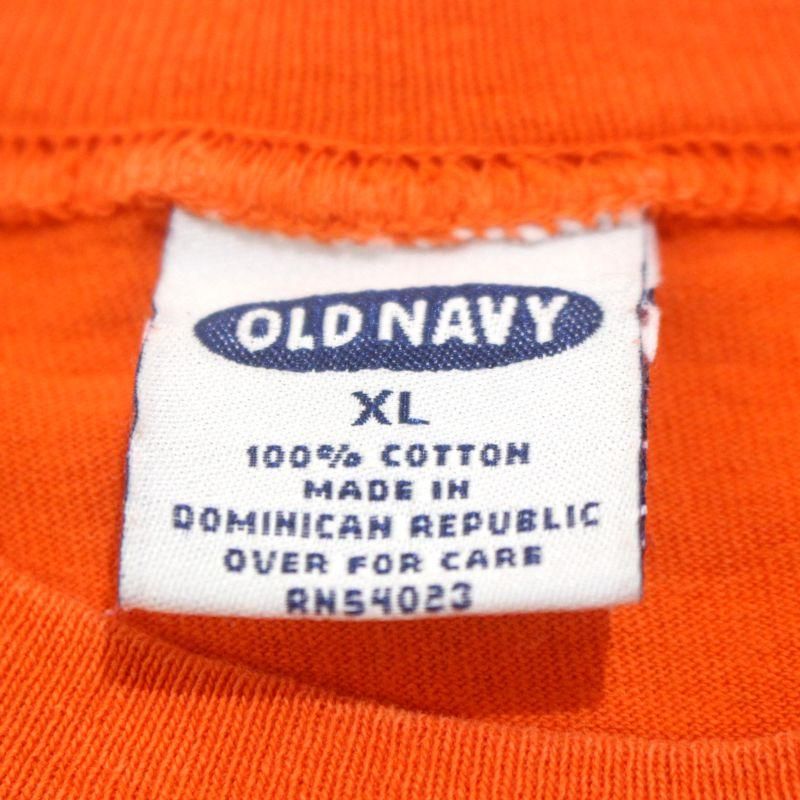 OLD NAVY
XL
100% COTTON
MADE IN
DOMINICAN REPUBLIC
OVER FOR CARE
RN54023